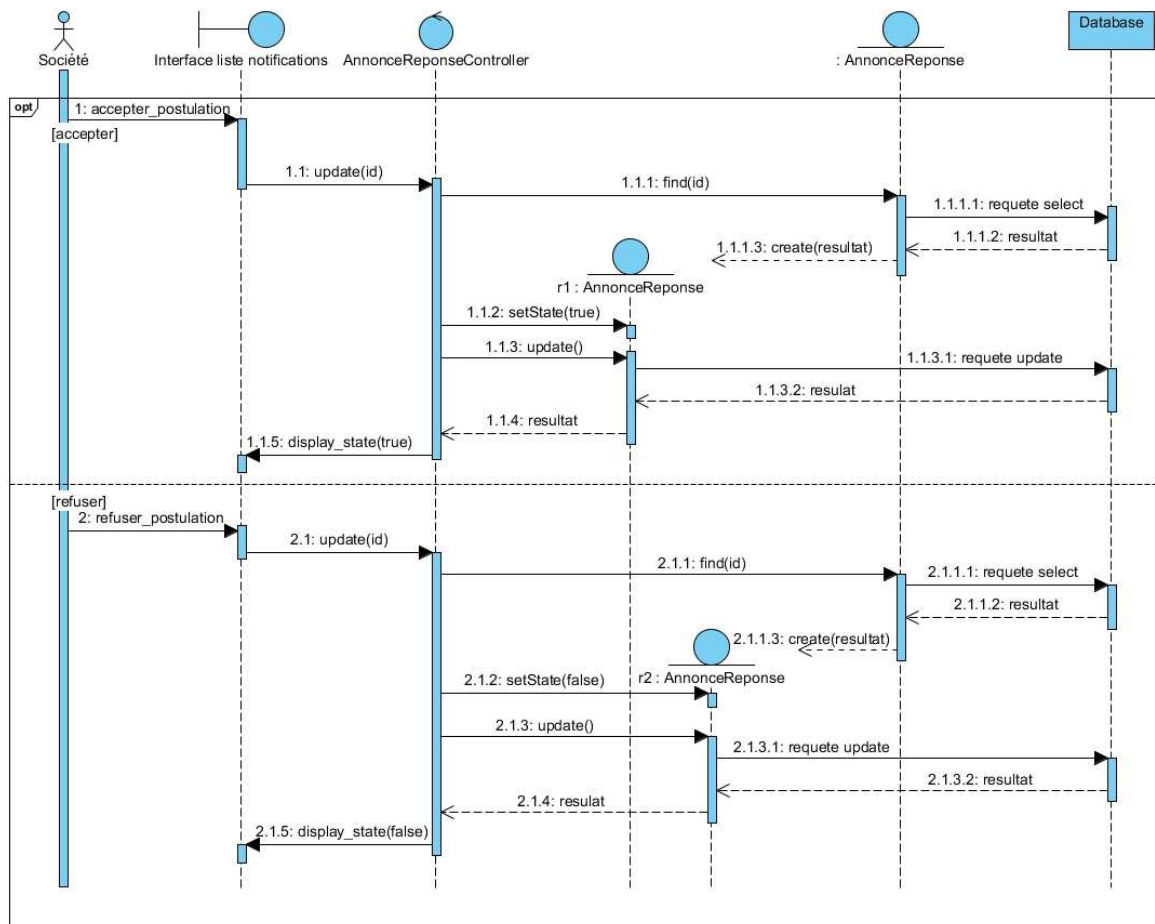 Société
Interface liste notifications
AnnonceReponseController
: AnnonceReponse
Database
opt
1: accepter_postulation
[accepter]
1.1: update(id)
1.1.1: find(id)
1.1.1.1: requete select
1.1.1.2: resultat
1.1.1.3: create(resultat)
r1 : AnnonceReponse
1.1.2: setState(true)
1.1.3: update()
1.1.3.1: requete update
1.1.3.2: resulat
1.1.4: resultat
1.1.5: display_state(true)
[refuser]
2: refuser_postulation
2.1: update(id)
2.1.1: find(id)
2.1.1.1: requete select
2.1.1.2: resultat
2.1.1.3: create(resultat)
r2 : AnnonceReponse
2.1.2: setState(false)
2.1.3: update()
2.1.3.1: requete update
2.1.3.2: resultat
2.1.4: resulat
2.1.5: display_state(false)